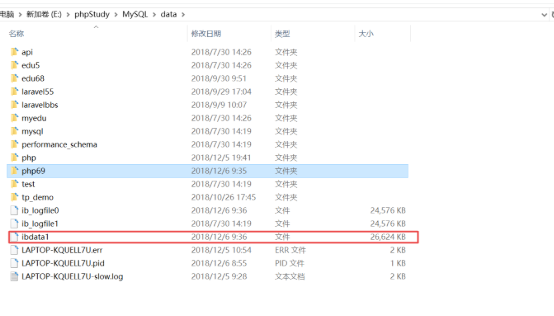 电脑 › 新加卷 (E:) › phpStudy › MySQL › data ›
名称 修改日期 类型 大小
api 2018/7/30 14:26 文件夹
edu5 2018/7/30 14:26 文件夹
edu68 2018/9/30 9:51 文件夹
laravel55 2018/9/29 17:04 文件夹
laravelbbs 2018/9/9 10:07 文件夹
myedu 2018/7/30 14:26 文件夹
mysql 2018/7/30 14:19 文件夹
performance_schema 2018/7/30 14:19 文件夹
php 2018/12/5 19:41 文件夹
php69 2018/12/6 9:35 文件夹
test 2018/7/30 14:19 文件夹
tp_demo 2018/10/26 17:45 文件夹
ib_logfile0 2018/12/6 9:36 文件 24,576 KB
ib_logfile1 2018/7/30 14:19 文件 24,576 KB
ibdata1 2018/12/6 9:36 文件 26,624 KB
LAPTOP-KQUELL7U.err 2018/12/5 10:54 ERR 文件 2 KB
LAPTOP-KQUELL7U.pid 2018/12/6 8:55 PID 文件 1 KB
LAPTOP-KQUELL7U-slow.log 2018/12/5 9:28 文本文档 2 KB